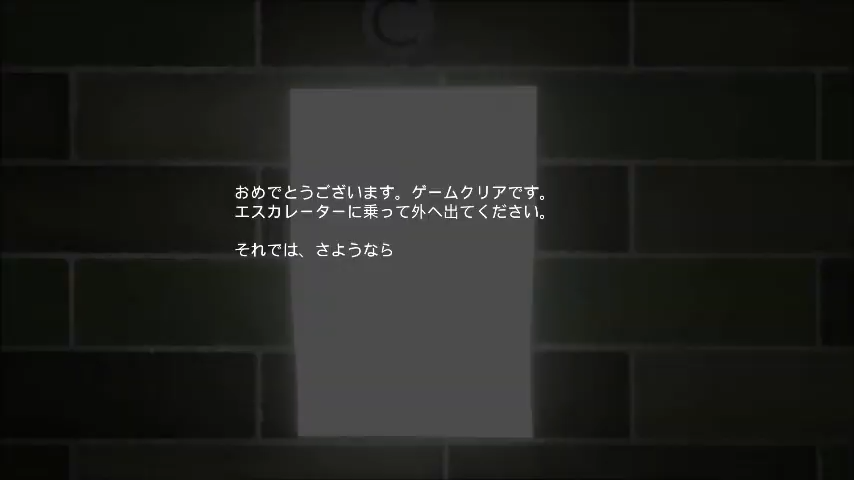 C
おめでとうございます。ゲームクリアです。
エスカレーターに乗って外へ出てください。
それでは、さようなら